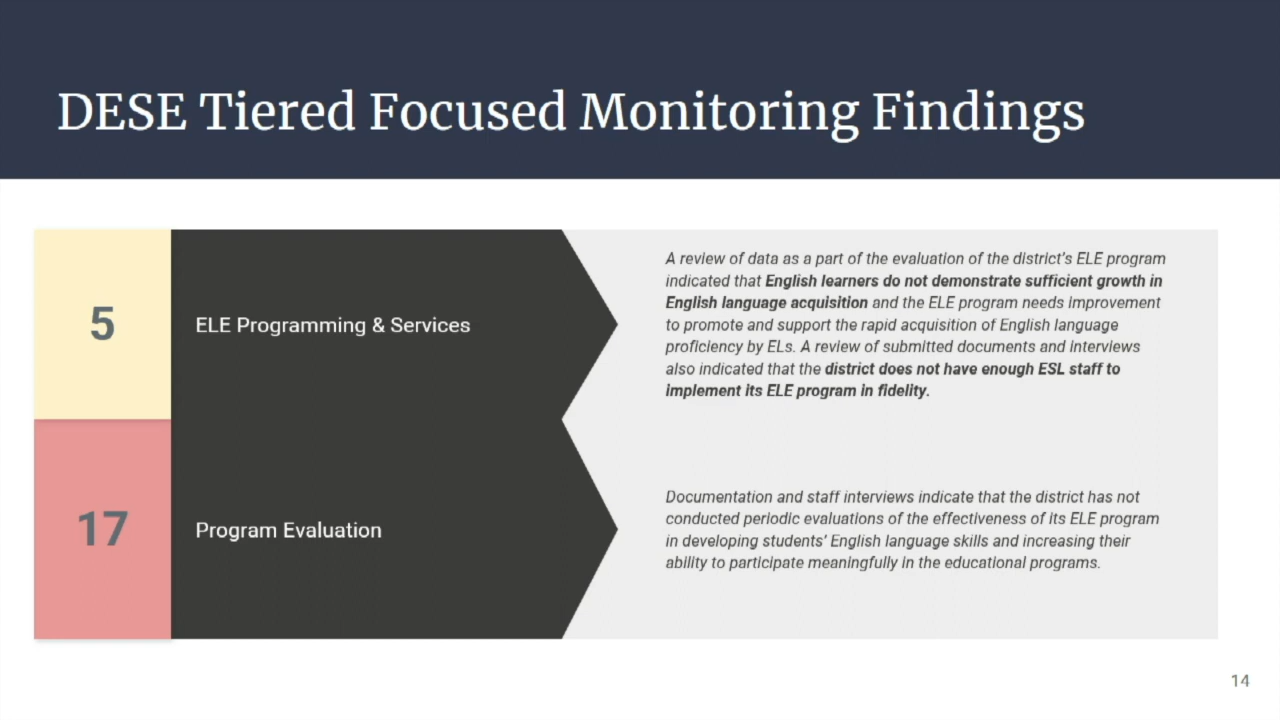 DESE Tiered Focused Monitoring Findings
5
ELE Programming & Services
A review of data as a part of the evaluation of the district's ELE program
indicated that English learners do not demonstrate sufficient growth in
English language acquisition and the ELE program needs improvement
to promote and support the rapid acquisition of English language
proficiency by ELs. A review of submitted documents and interviews
also indicated that the district does not have enough ESL staff to
implement its ELE program in fidelity.
17
Program Evaluation
Documentation and staff interviews indicate that the district has not
conducted periodic evaluations of the effectiveness of its ELE program
in developing students' English language skills and increasing their
ability to participate meaningfully in the educational programs.
14